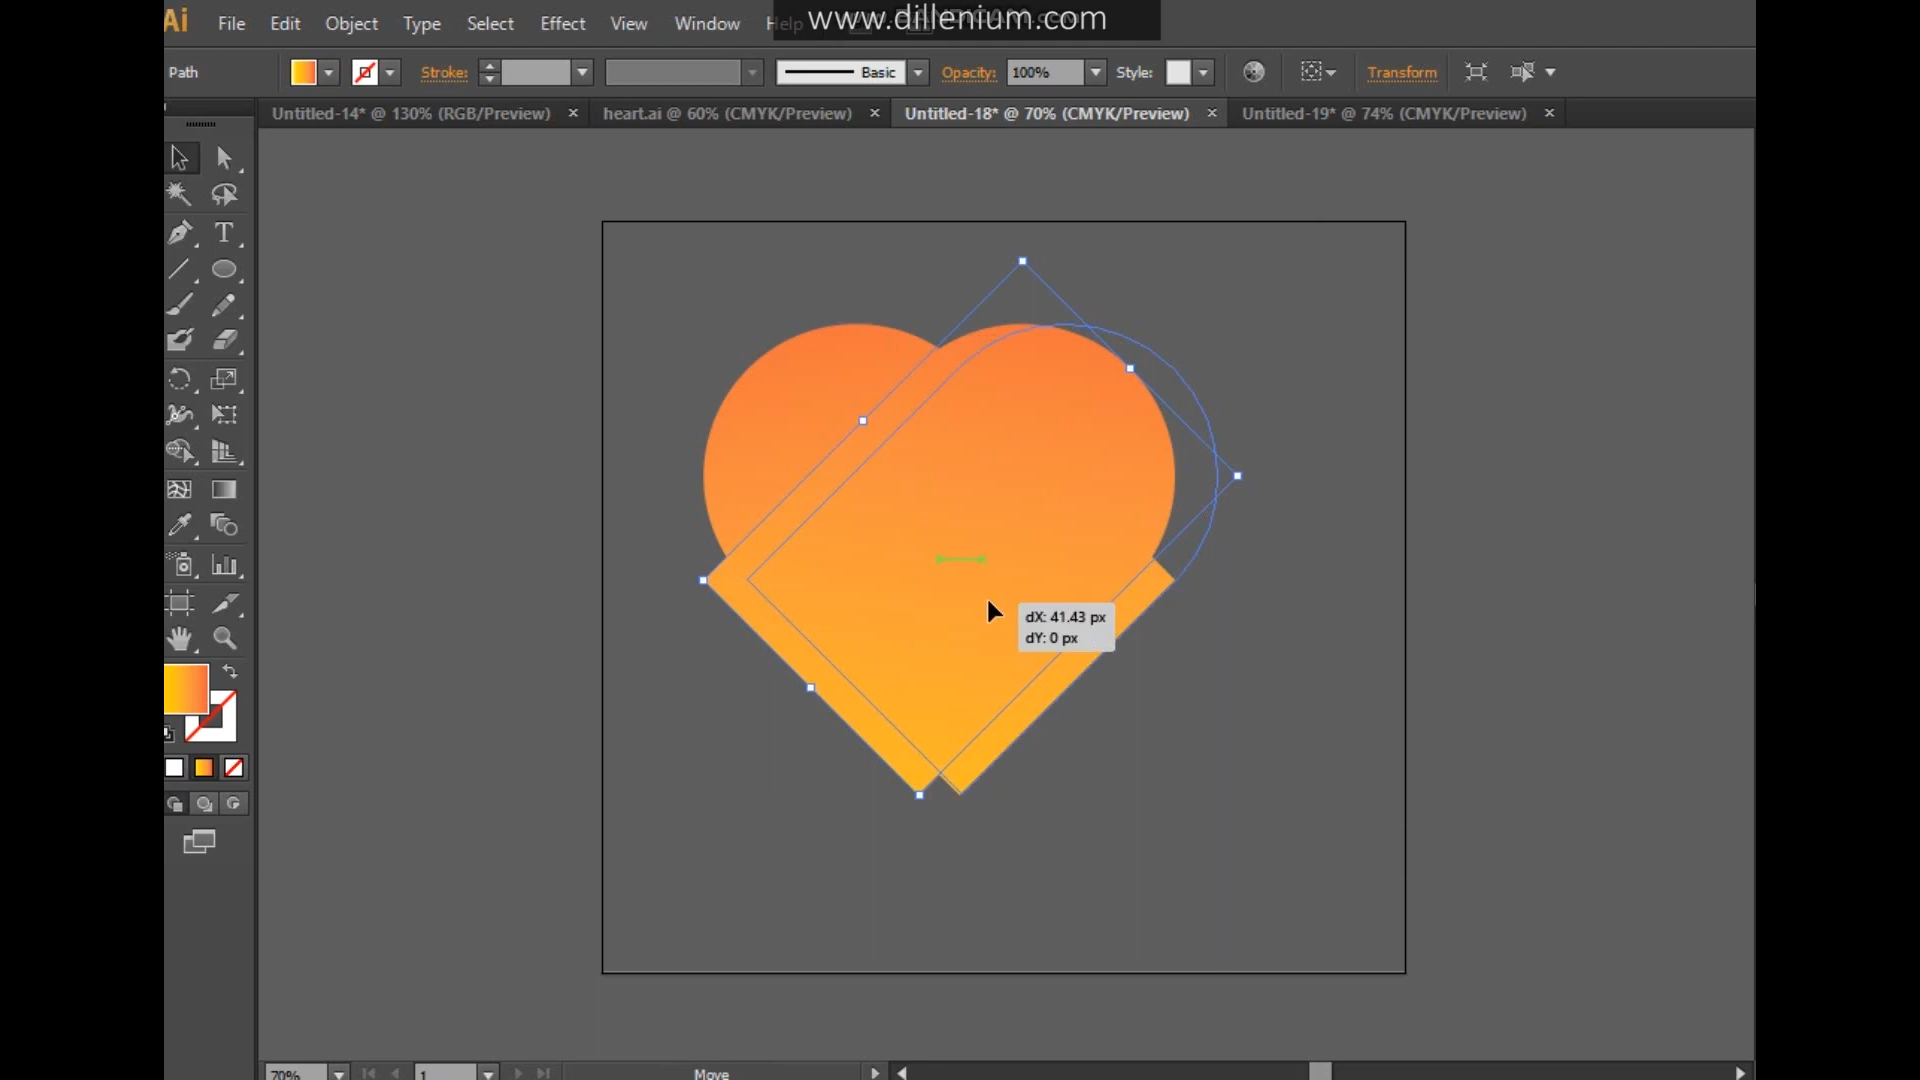 www.dillenium.com
Ai File Edit Object Type Select Effect View Window Help
Path Stroke: Basic Opacity: 100% Style: Transform
Untitled-14* @ 130% (RGB/Preview) × heart.ai @ 60% (CMYK/Preview) × Untitled-18* @ 70% (CMYK/Preview) × Untitled-19* @ 74% (CMYK/Preview) ×
dX: 41.43 px
dY: 0 px
70% 1 Move